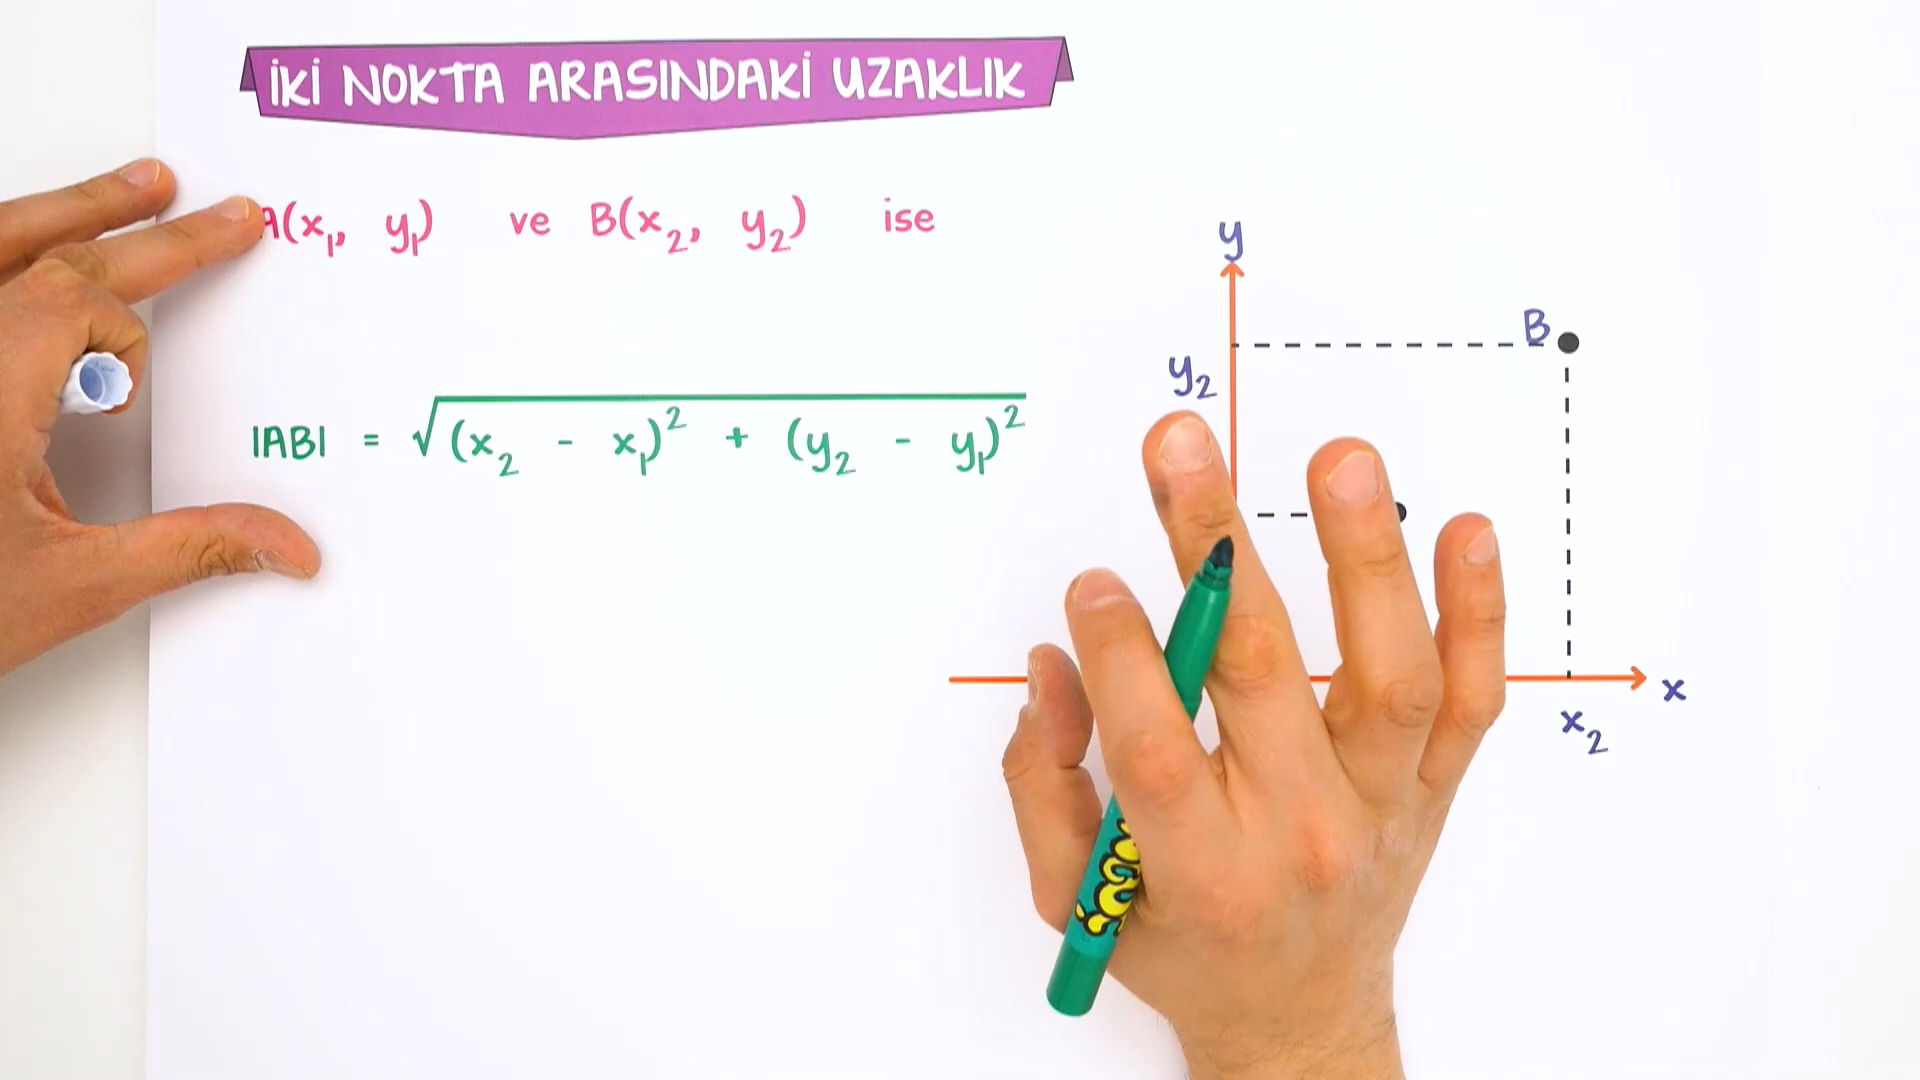 İKİ NOKTA ARASINDAKİ UZAKLIK
A(x₁, y₁) ve B(x₂, y₂) ise
|AB| = √(x₂ - x₁)² + (y₂ - y₁)²
y
B
y₂
x
x₂